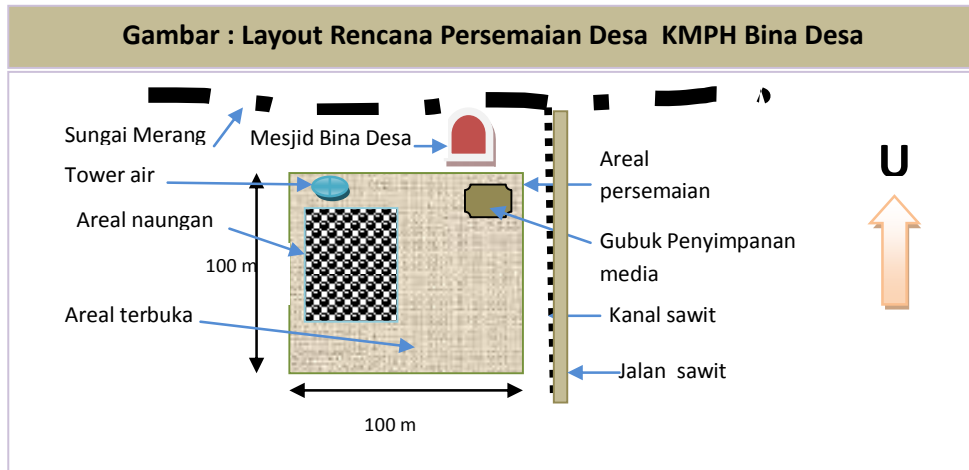 Gambar : Layout Rencana Persemaian Desa  KMPH Bina Desa
Sungai Merang
Mesjid Bina Desa
Tower air
Areal naungan
100 m
Areal terbuka
100 m
Areal
persemaian
Gubuk Penyimpanan
media
Kanal sawit
Jalan  sawit
U